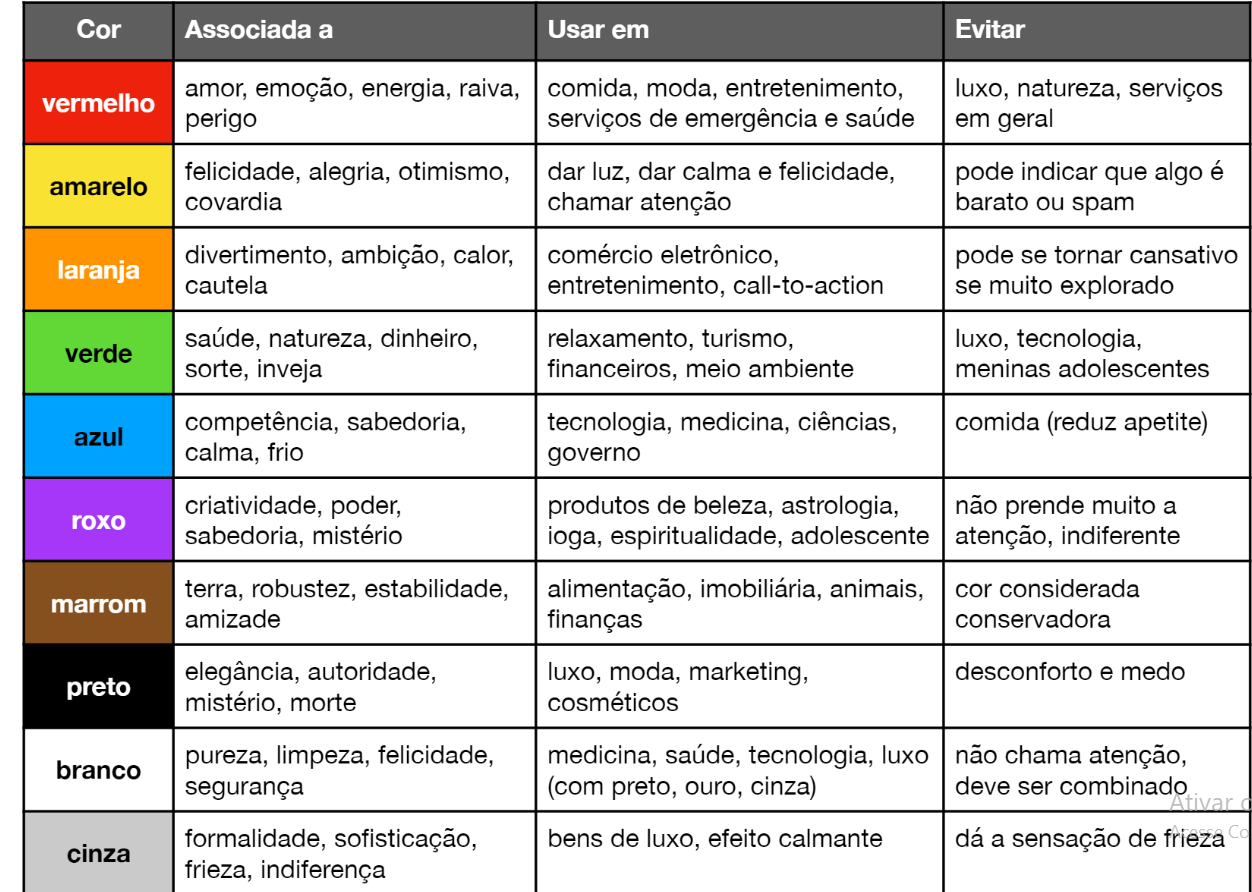 Cor Associada a Usar em Evitar
vermelho
amor, emoção, energia, raiva,
perigo
comida, moda, entretenimento,
serviços de emergência e saúde
luxo, natureza, serviços
em geral
amarelo
felicidade, alegria, otimismo,
covardia
dar luz, dar calma e felicidade,
chamar atenção
pode indicar que algo é
barato ou spam
laranja
divertimento, ambição, calor,
cautela
comércio eletrônico,
entretenimento, call-to-action
pode se tornar cansativo
se muito explorado
verde
saúde, natureza, dinheiro,
sorte, inveja
relaxamento, turismo,
financeiros, meio ambiente
luxo, tecnologia,
meninas adolescentes
azul
competência, sabedoria,
calma, frio
tecnologia, medicina, ciências,
governo
comida (reduz apetite)
roxo
criatividade, poder,
sabedoria, mistério
produtos de beleza, astrologia,
ioga, espiritualidade, adolescente
não prende muito a
atenção, indiferente
marrom
terra, robustez, estabilidade,
amizade
alimentação, imobiliária, animais,
finanças
cor considerada
conservadora
preto
elegância, autoridade,
mistério, morte
luxo, moda, marketing,
cosméticos
desconforto e medo
branco
pureza, limpeza, felicidade,
segurança
medicina, saúde, tecnologia, luxo
(com preto, ouro, cinza)
não chama atenção,
deve ser combinado
Ativar
cinza
formalidade, sofisticação,
frieza, indiferença
bens de luxo, efeito calmante
dá a sensação de frieza
Acesse Co